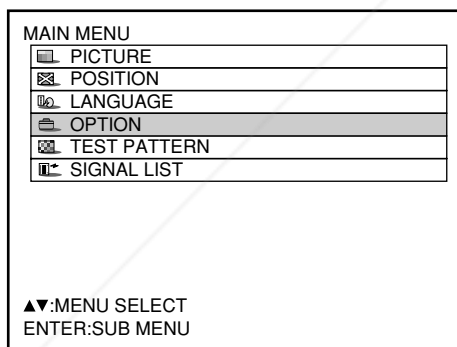 MAIN MENU
PICTURE
POSITION
LANGUAGE
OPTION
TEST PATTERN
SIGNAL LIST
▲▼:MENU SELECT
ENTER:SUB MENU